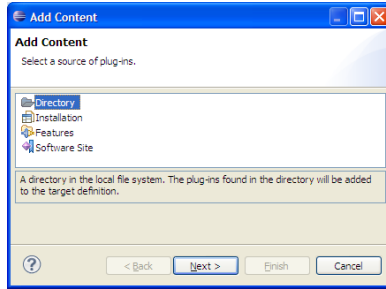 Add Content
Add Content
Select a source of plug-ins.
Directory
Installation
Features
Software Site
A directory in the local file system. The plug-ins found in the directory will be added
to the target definition.
?
< Back
Next >
Finish
Cancel